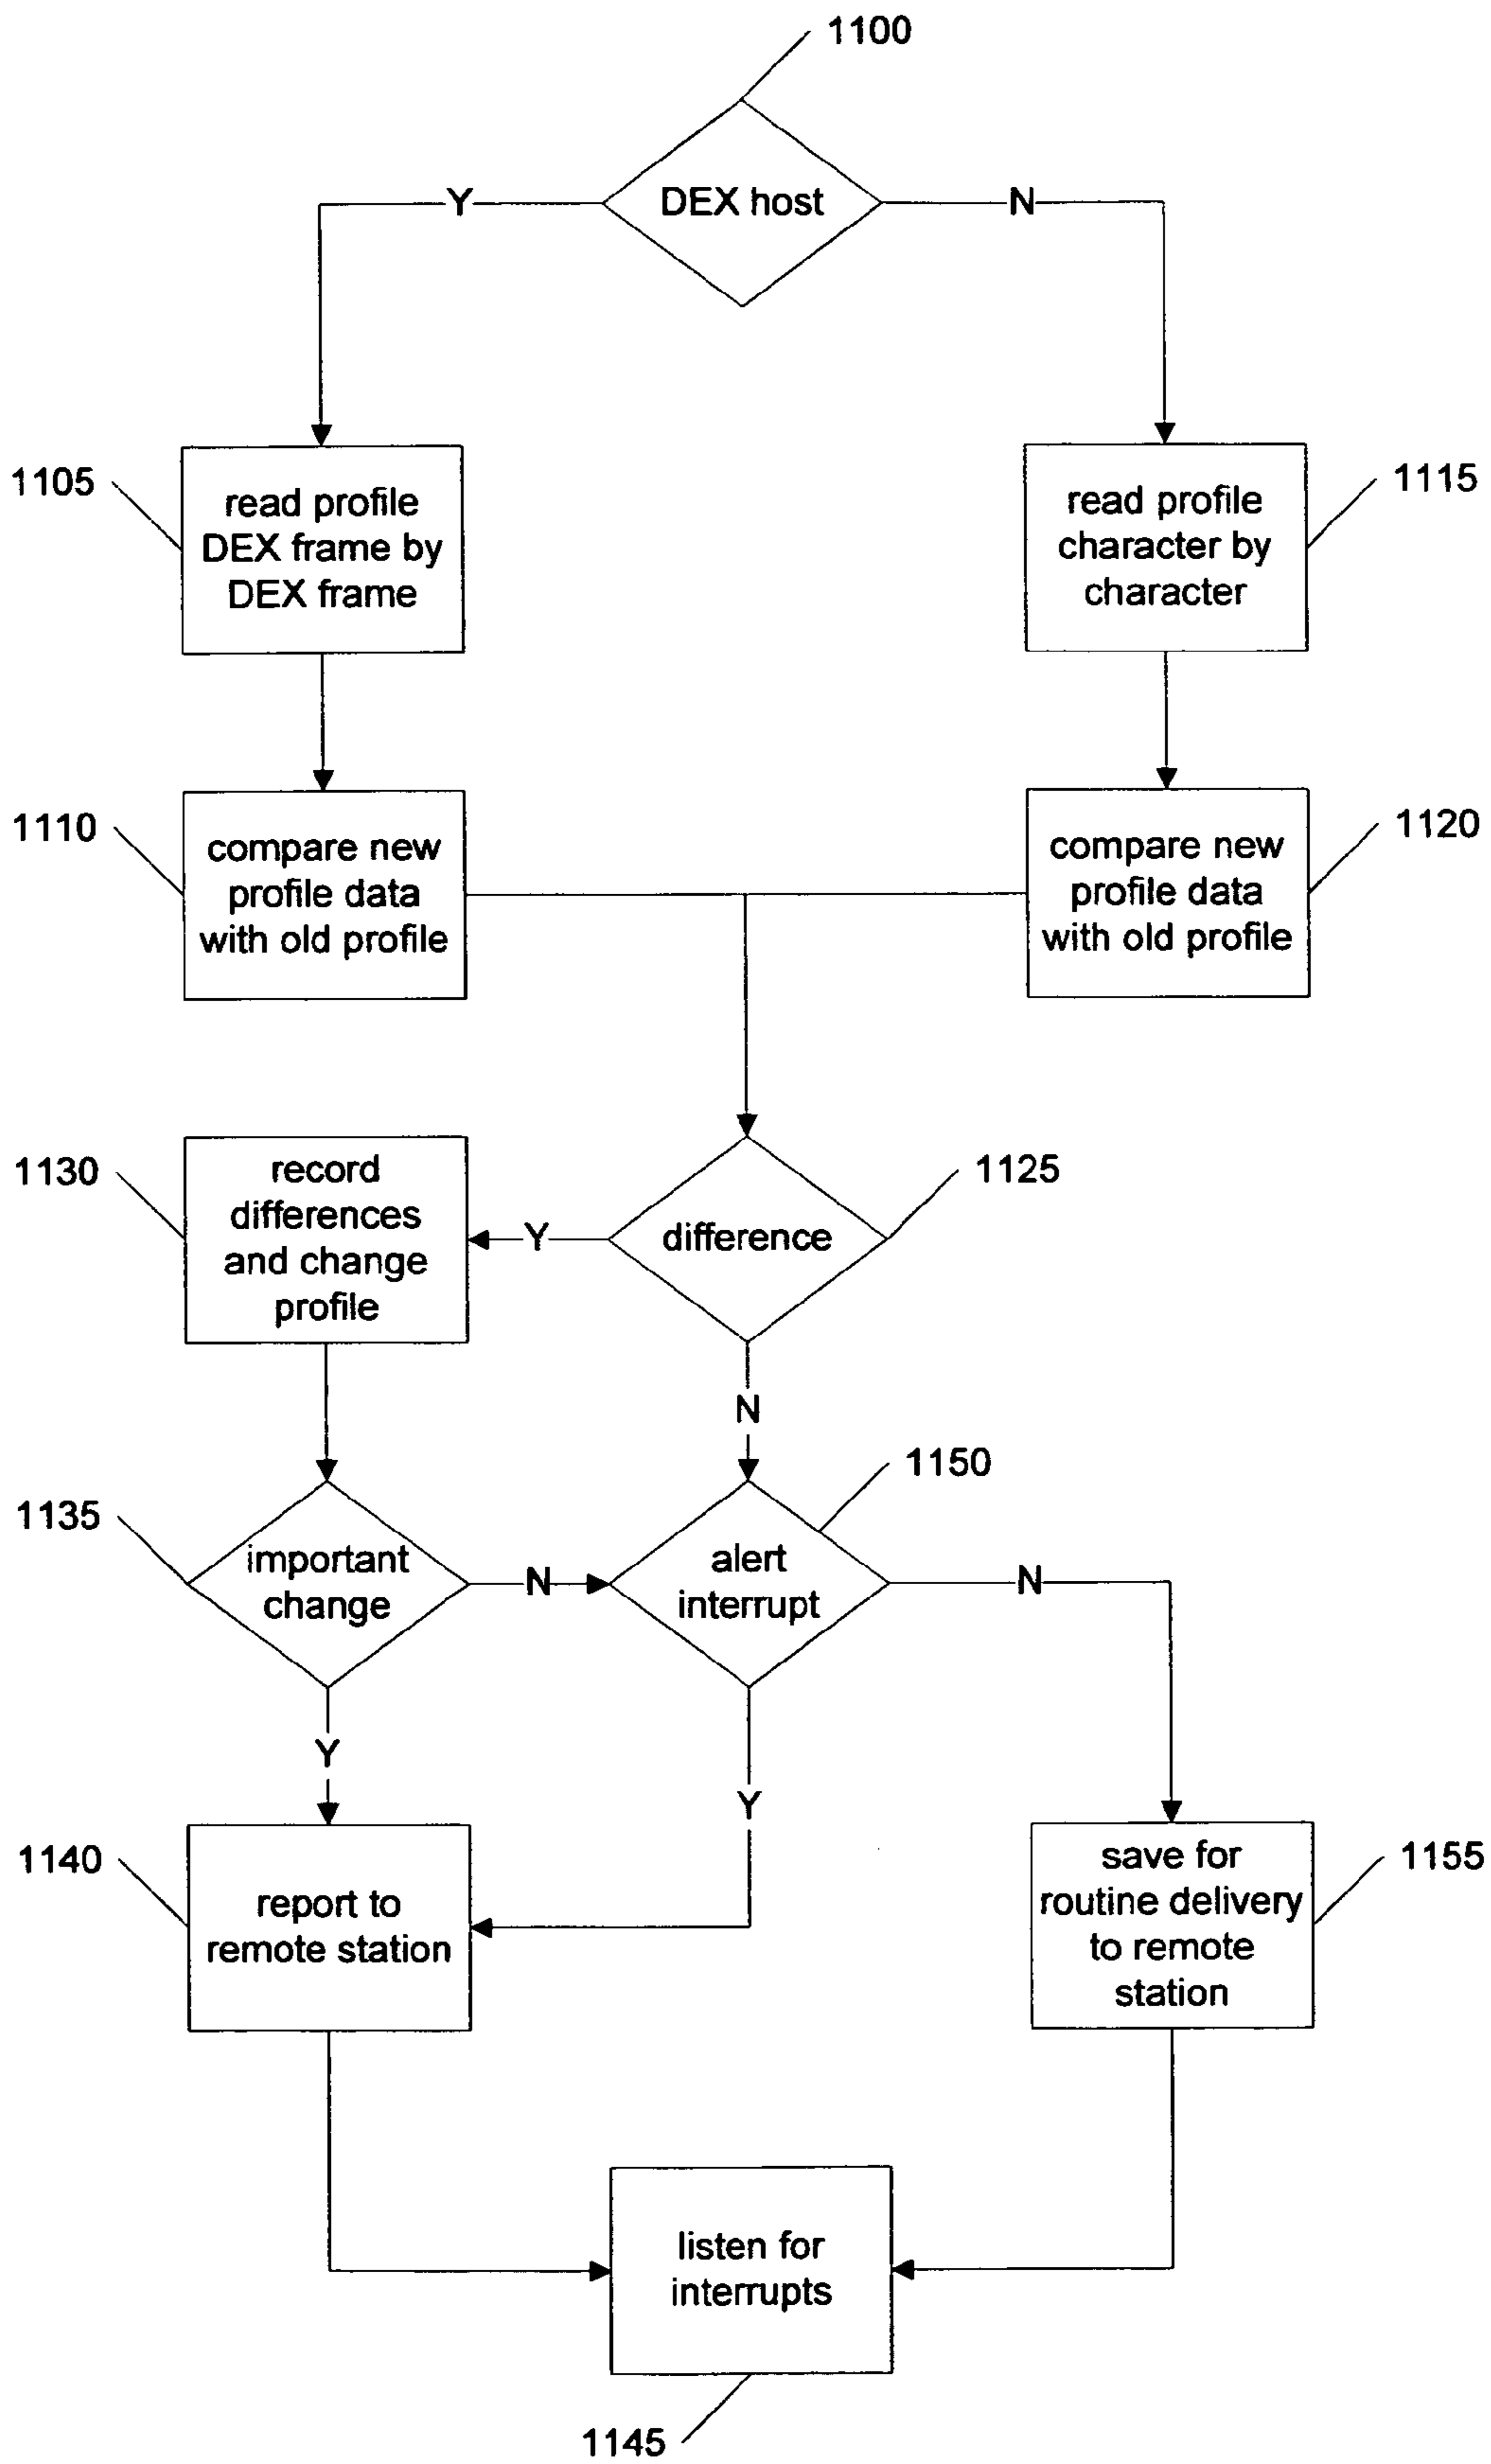 1100
DEX host
Y
N
1105
read profile
DEX frame by
DEX frame
1115
read profile
character by
character
1110
compare new
profile data
with old profile
1120
compare new
profile data
with old profile
1130
record
differences
and change
profile
Y
difference
1125
N
1135
important
change
N
alert
interrupt
1150
N
Y
Y
1140
report to
remote station
save for
routine delivery
to remote
station
1155
listen for
interrupts
1145